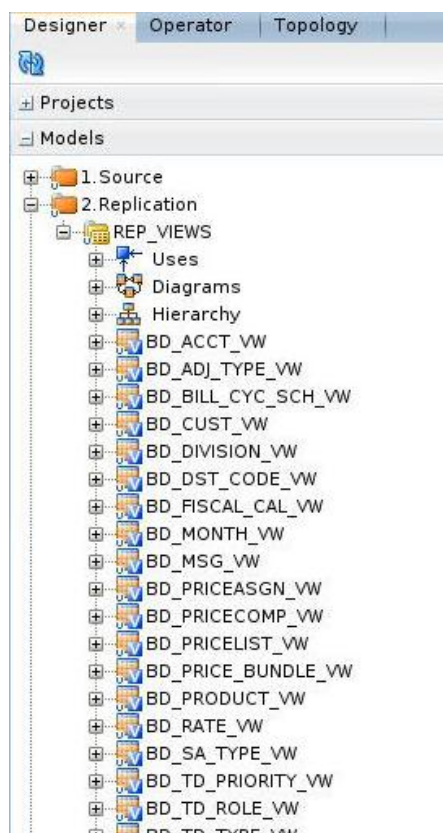 Designer Operator Topology
Projects
Models
1.Source
2.Replication
REP_VIEWS
Uses
Diagrams
Hierarchy
BD_ACCT_VW
BD_ADJ_TYPE_VW
BD_BILL_CYC_SCH_VW
BD_CUST_VW
BD_DIVISION_VW
BD_DST_CODE_VW
BD_FISCAL_CAL_VW
BD_MONTH_VW
BD_MSG_VW
BD_PRICEASGN_VW
BD_PRICECOMP_VW
BD_PRICELIST_VW
BD_PRICE_BUNDLE_VW
BD_PRODUCT_VW
BD_RATE_VW
BD_SA_TYPE_VW
BD_TD_PRIORITY_VW
BD_TD_ROLE_VW
BD_TD_TYPE_VW